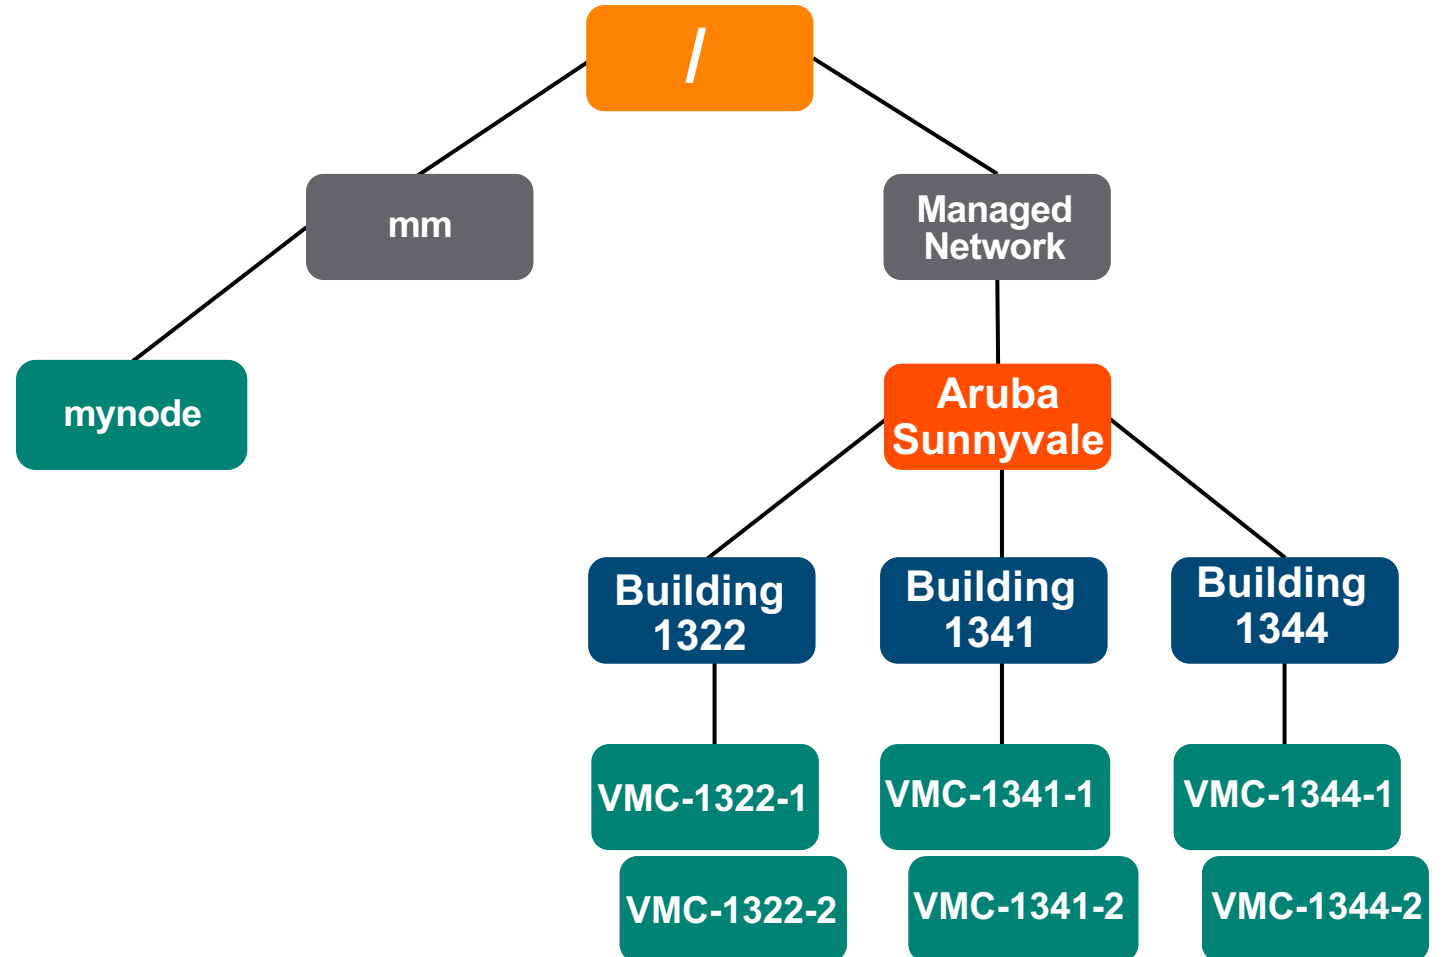 /
mm
Managed
Network
mynode
Aruba
Sunnyvale
Building
1322
Building
1341
Building
1344
VMC-1322-1
VMC-1341-1
VMC-1344-1
VMC-1322-2
VMC-1341-2
VMC-1344-2